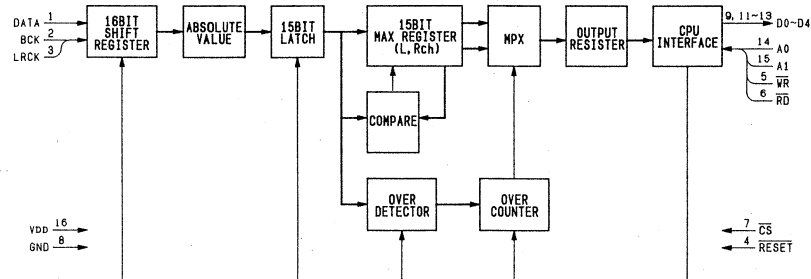 DATA 1
BCK 2
LRCK 3
16BIT
SHIFT
REGISTER
ABSOLUTE
VALUE
15BIT
LATCH
15BIT
MAX REGISTER
(L,Rch)
MPX
OUTPUT
RESISTER
CPU
INTERFACE
9, 11~13 D0~D4
14 A0
15 A1
5 WR
6 RD
COMPARE
OVER
DETECTOR
OVER
COUNTER
VDD 16
GND 8
7 CS
4 RESET